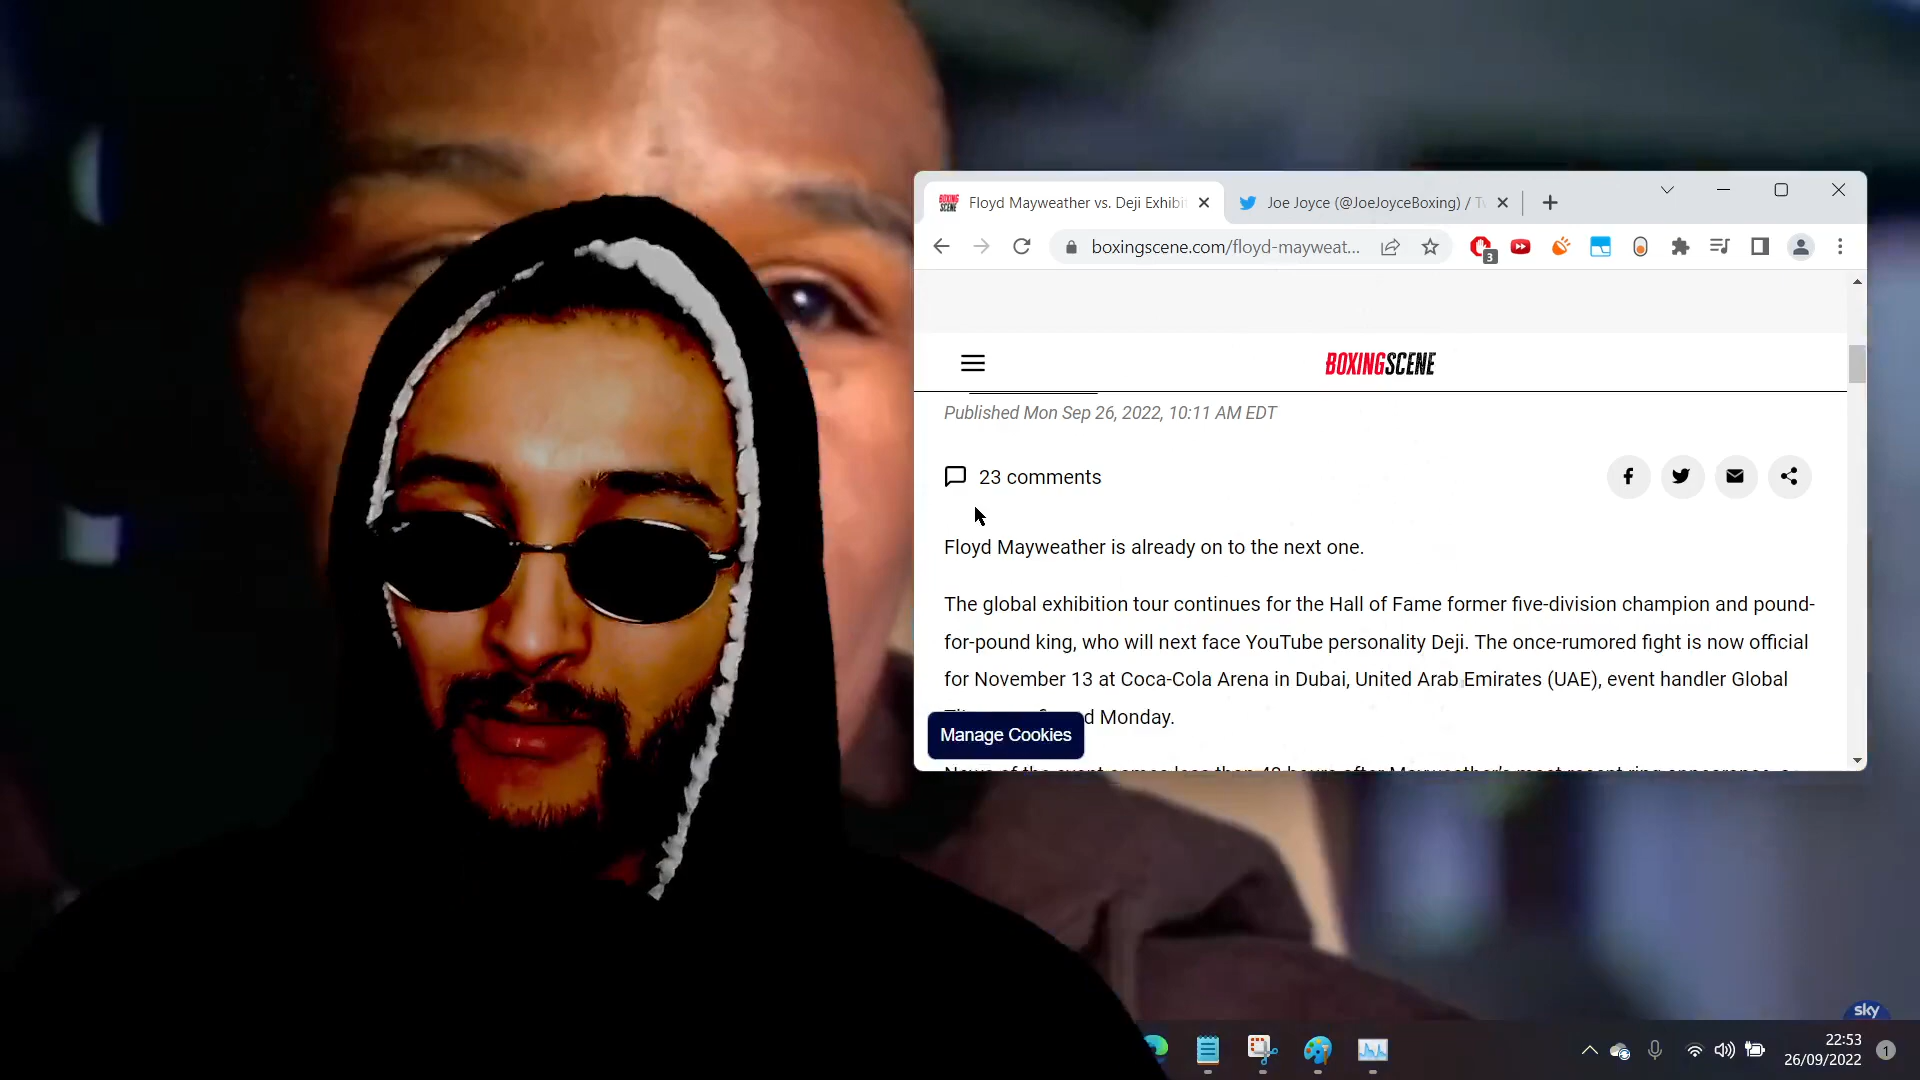 Floyd Mayweather vs. Deji Exhibi
Joe Joyce (@JoeJoyceBoxing) / T
boxingscene.com/floyd-mayweat...
3
BOXINGSCENE
Published Mon Sep 26, 2022, 10:11 AM EDT
23 comments
Floyd Mayweather is already on to the next one.
The global exhibition tour continues for the Hall of Fame former five-division champion and pound-
for-pound king, who will next face YouTube personality Deji. The once-rumored fight is now official
for November 13 at Coca-Cola Arena in Dubai, United Arab Emirates (UAE), event handler Global
d Monday.
Manage Cookies
sky
22:53
26/09/2022
1